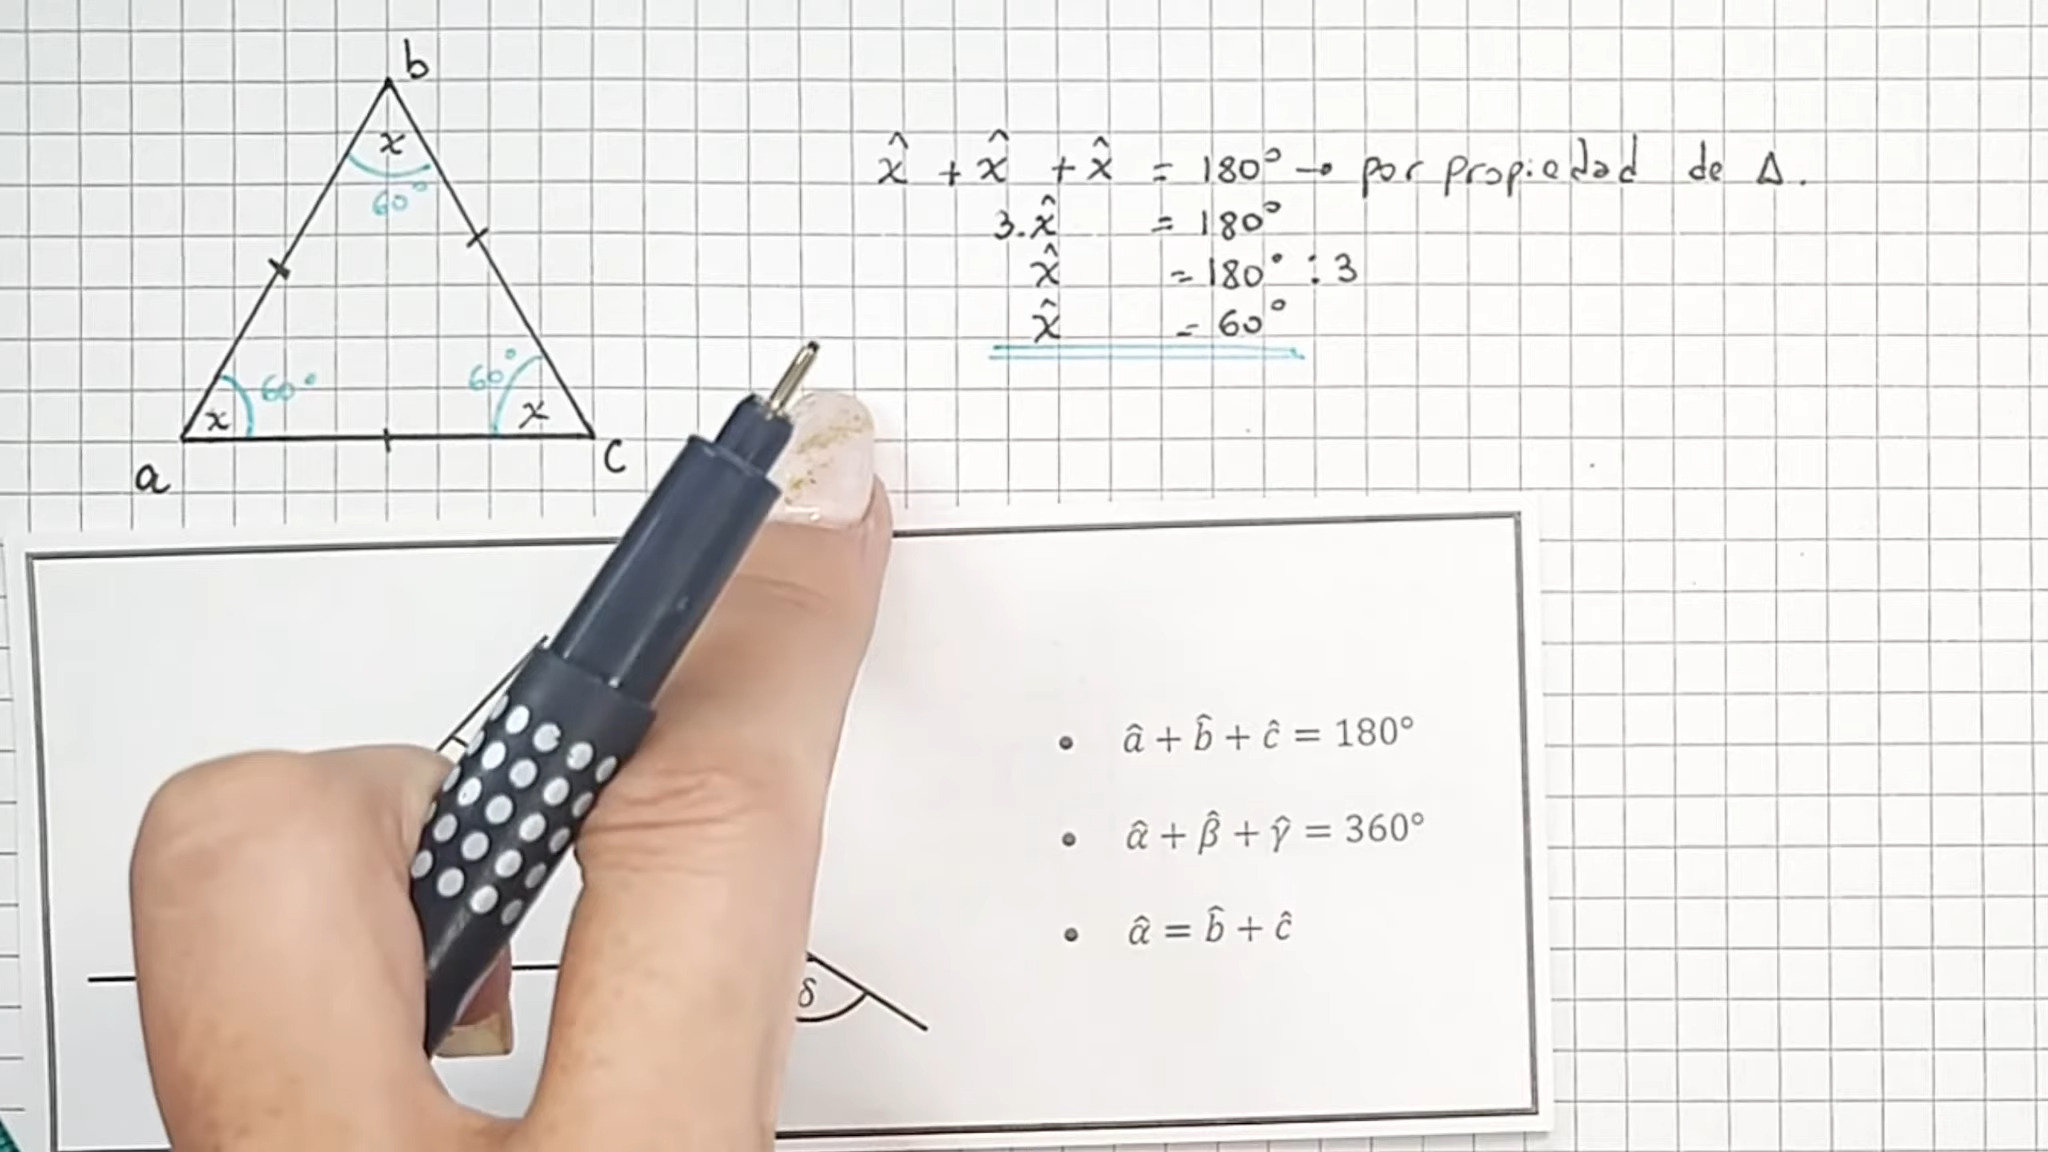 b
x
60°
60°
x
60°
x
a
c
x̂ + x̂ + x̂ = 180° → por propiedad de Δ.
3.x̂ = 180°
x̂ = 180° : 3
x̂ = 60°
• â + b̂ + ĉ = 180°
• α̂ + β̂ + γ̂ = 360°
• α̂ = b̂ + ĉ
δ